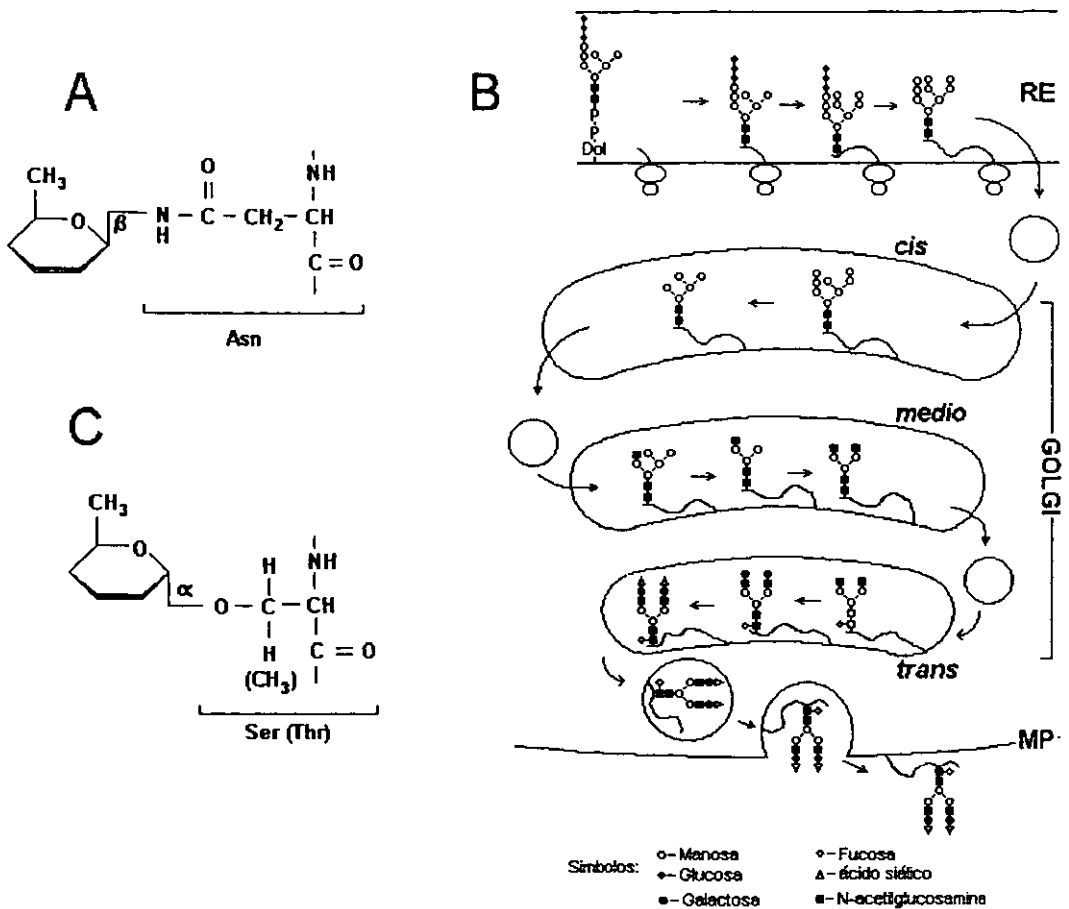 A
CH₃
O
β
N
H
O
C
CH₂
CH
NH
C = O
Asn
C
CH₃
O
α
O
H
C
H
(CH₃)
CH
NH
C = O
Ser (Thr)
B
P
P
Dol
RE
cis
medio
trans
GOLGI
MP
Símbolos:
Manosa
Glucosa
Galactosa
Fucosa
ácido siálico
N-acetilglucosamina